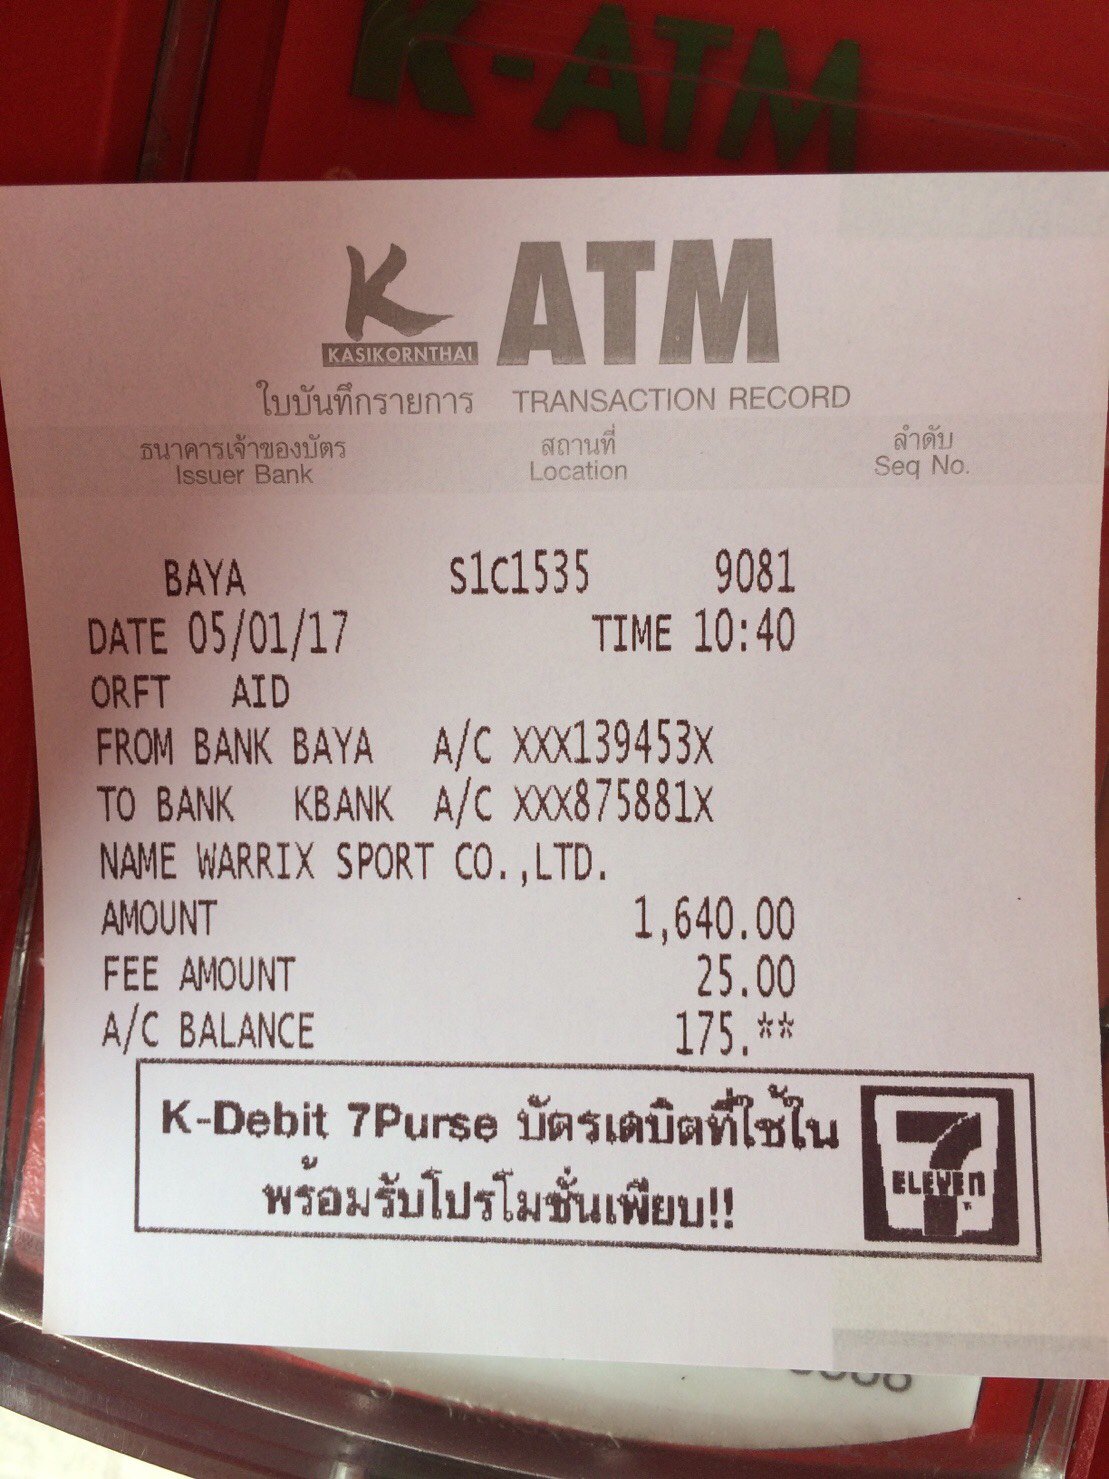 K-ATM
K ATM
KASIKORNTHAI
ใบบันทึกรายการ TRANSACTION RECORD
ธนาคารเจ้าของบัตร สถานที่ ลำดับ
Issuer Bank Location Seq No.
BAYA S1C1535 9081
DATE 05/01/17 TIME 10:40
ORFT AID
FROM BANK BAYA A/C XXX139453X
TO BANK KBANK A/C XXX875881X
NAME WARRIX SPORT CO.,LTD.
AMOUNT 1,640.00
FEE AMOUNT 25.00
A/C BALANCE 175.**
K-Debit 7Purse บัตรเดบิตที่ใช้ใน
พร้อมรับโปรโมชั่นเพียบ!!
7
ELEVEn